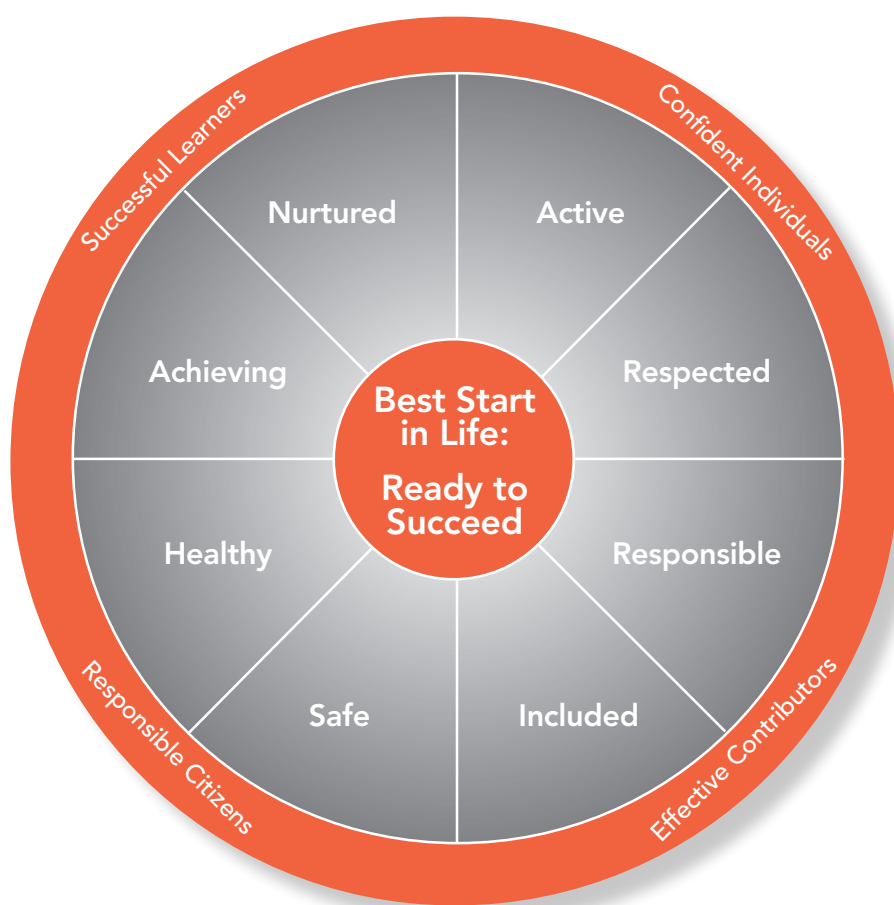 Successful Learners
Confident Individuals
Nurtured
Active
Achieving
Respected
Best Start
in Life:
Ready to
Succeed
Healthy
Responsible
Safe
Included
Responsible Citizens
Effective Contributors